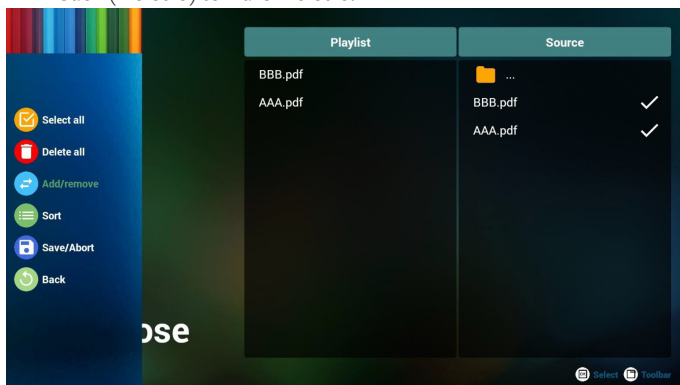 Playlist
Source
BBB.pdf
AAA.pdf
...
BBB.pdf
AAA.pdf
Select all
Delete all
Add/remove
Sort
Save/Abort
Back
ose
OK Select Toolbar